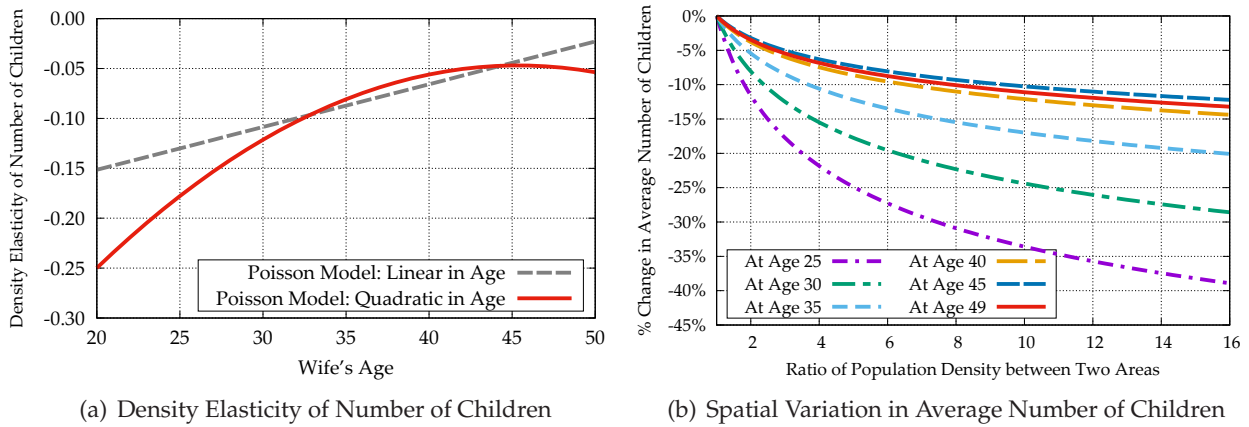 Density Elasticity of Number of Children
0.00
-0.05
-0.10
-0.15
-0.20
-0.25
-0.30
Poisson Model: Linear in Age
Poisson Model: Quadratic in Age
20 25 30 35 40 45 50
Wife's Age
(a) Density Elasticity of Number of Children
% Change in Average Number of Children
0%
-5%
-10%
-15%
-20%
-25%
-30%
-35%
-40%
-45%
At Age 25 At Age 40
At Age 30 At Age 45
At Age 35 At Age 49
2 4 6 8 10 12 14 16
Ratio of Population Density between Two Areas
(b) Spatial Variation in Average Number of Children